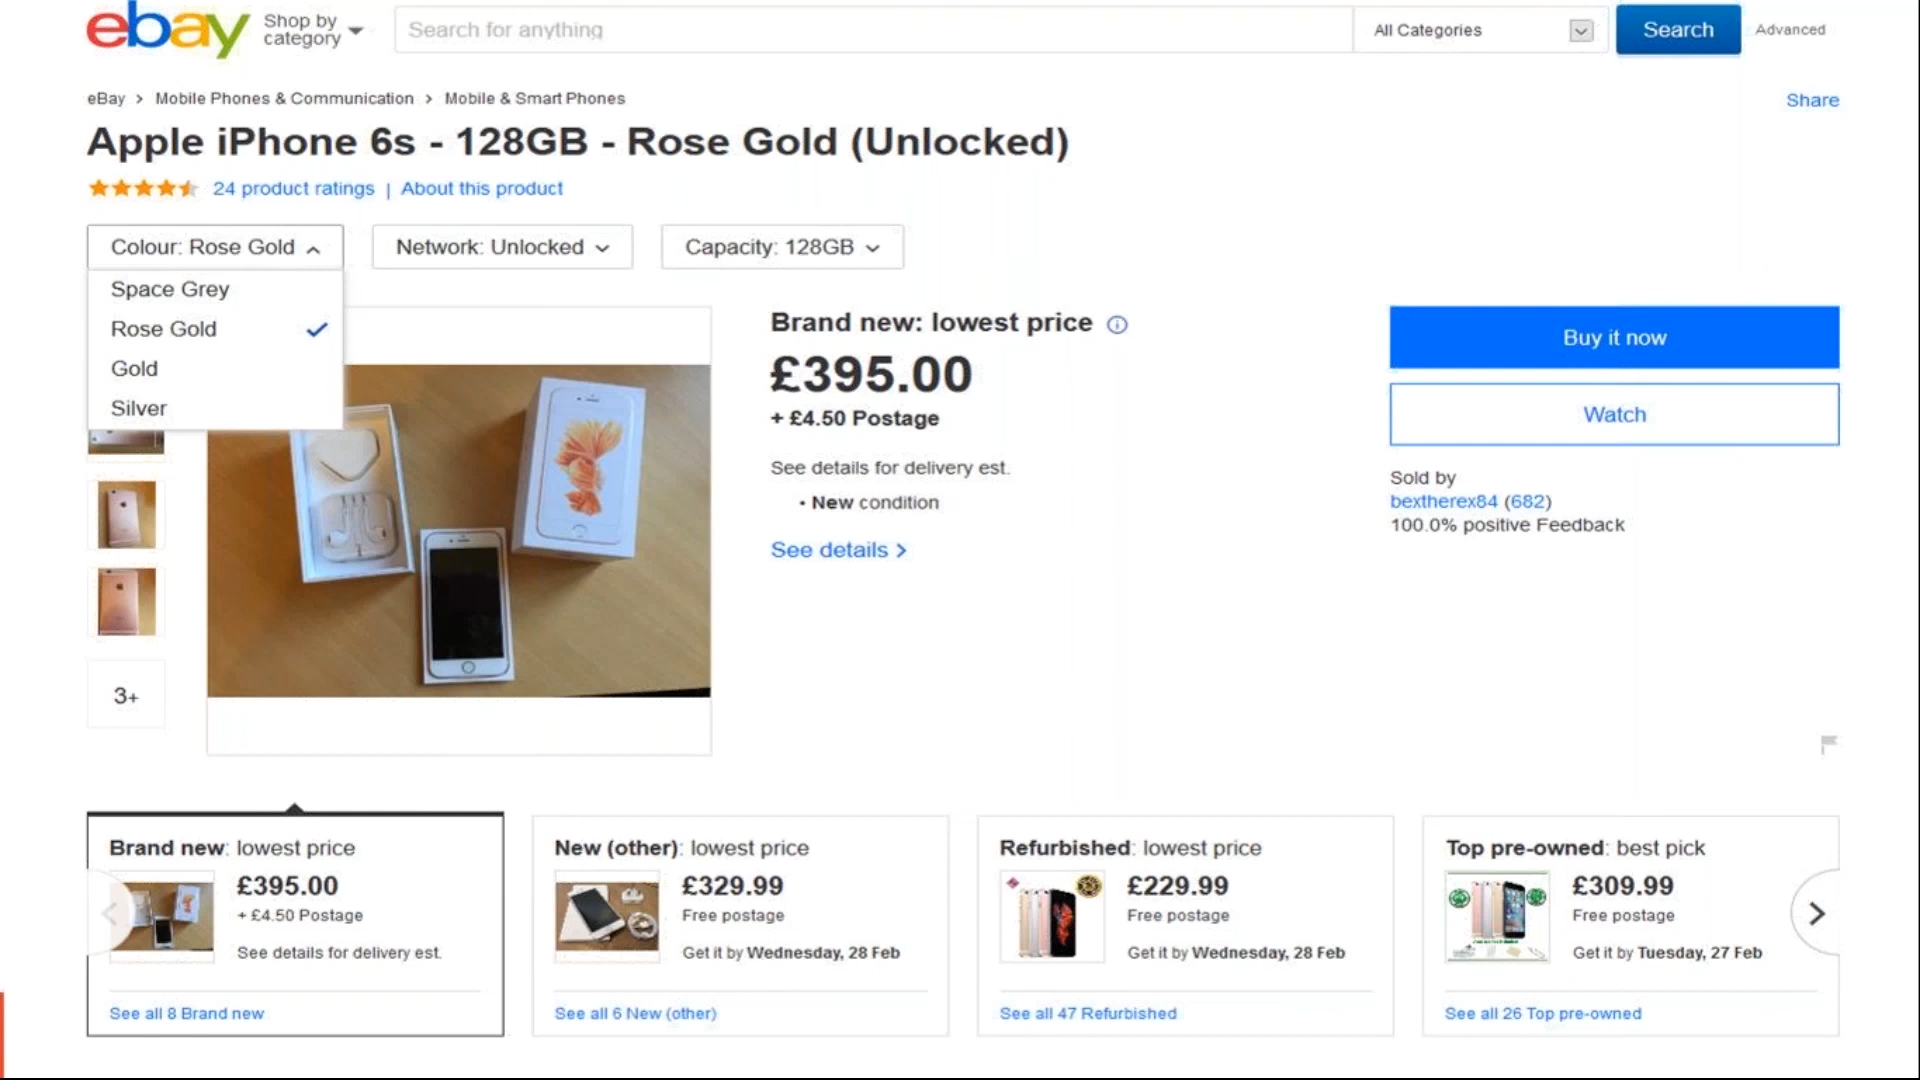 ebay
Shop by
category
Search for anything
All Categories
Search
Advanced
eBay > Mobile Phones & Communication > Mobile & Smart Phones
Share
Apple iPhone 6s - 128GB - Rose Gold (Unlocked)
24 product ratings | About this product
Colour: Rose Gold
Network: Unlocked
Capacity: 128GB
Space Grey
Rose Gold
Gold
Silver
3+
Brand new: lowest price
£395.00
+ £4.50 Postage
See details for delivery est.
• New condition
See details >
Buy it now
Watch
Sold by
bextherex84 (682)
100.0% positive Feedback
Brand new: lowest price
£395.00
+ £4.50 Postage
See details for delivery est.
See all 8 Brand new
New (other): lowest price
£329.99
Free postage
Get it by Wednesday, 28 Feb
See all 6 New (other)
Refurbished: lowest price
£229.99
Free postage
Get it by Wednesday, 28 Feb
See all 47 Refurbished
Top pre-owned: best pick
£309.99
Free postage
Get it by Tuesday, 27 Feb
See all 26 Top pre-owned